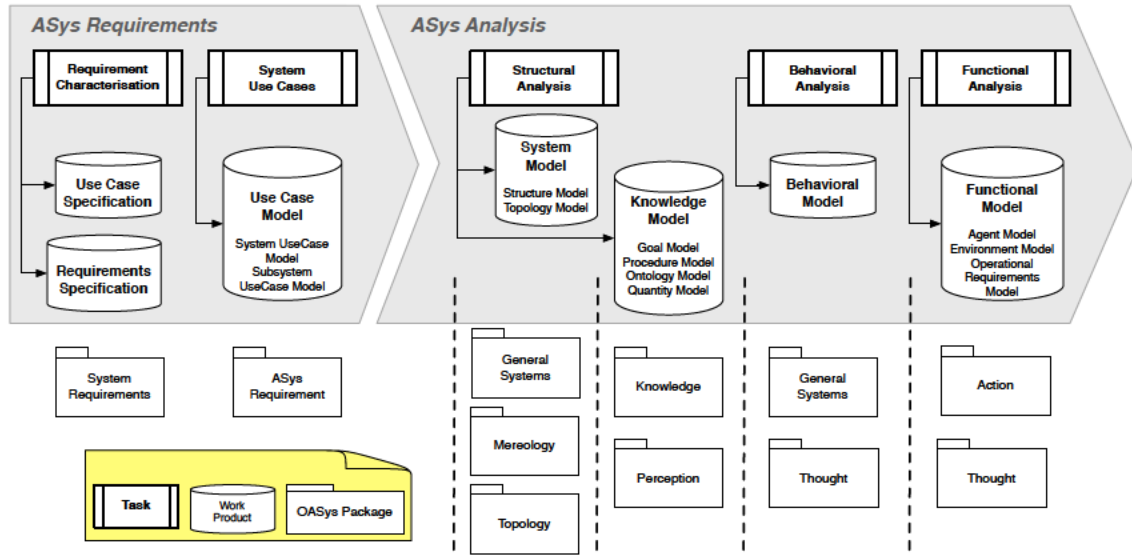 ASys Requirements
Requirement
Characterisation
System
Use Cases
Use Case
Specification
Requirements
Specification
Use Case
Model
System UseCase
Model
Subsystem
UseCase Model
ASys Analysis
Structural
Analysis
Behavioral
Analysis
Functional
Analysis
System
Model
Structure Model
Topology Model
Knowledge
Model
Goal Model
Procedure Model
Ontology Model
Quantity Model
Behavioral
Model
Functional
Model
Agent Model
Environment Model
Operational
Requirements
Model
System
Requirements
ASys
Requirement
General
Systems
Mereology
Topology
Knowledge
Perception
General
Systems
Thought
Action
Thought
Task
Work
Product
OASys Package